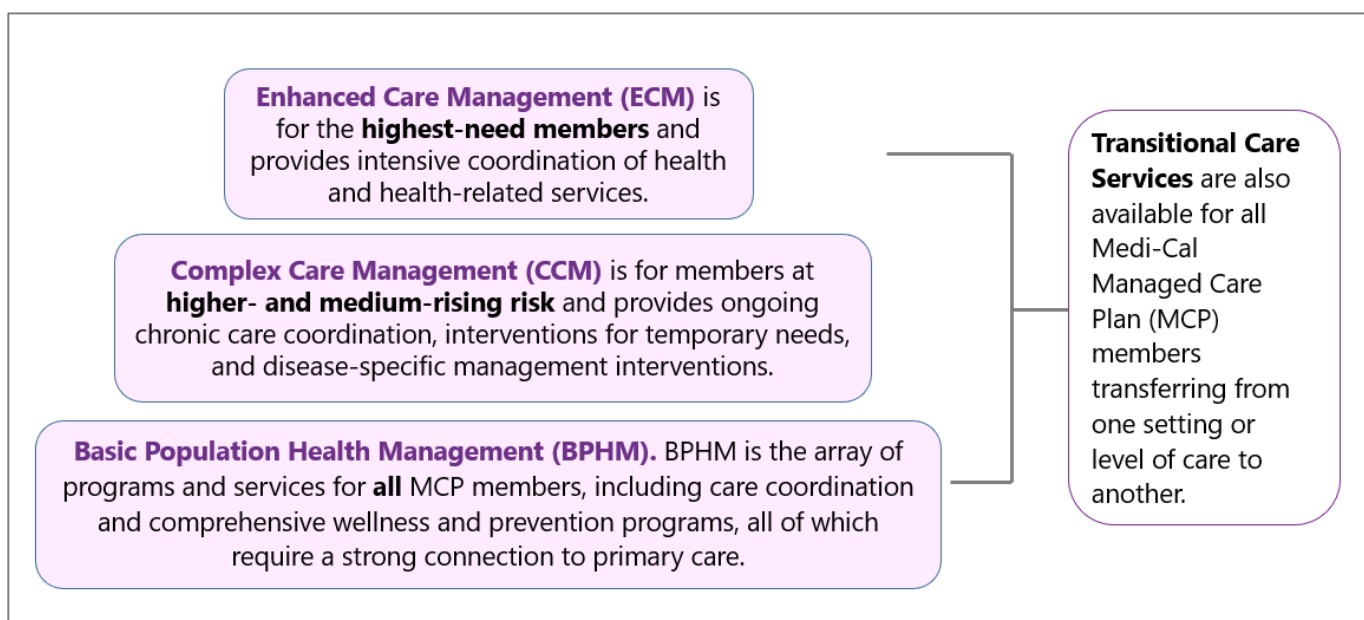 Enhanced Care Management (ECM) is
for the highest-need members and
provides intensive coordination of health
and health-related services.
Complex Care Management (CCM) is for members at
higher- and medium-rising risk and provides ongoing
chronic care coordination, interventions for temporary needs,
and disease-specific management interventions.
Basic Population Health Management (BPHM). BPHM is the array of
programs and services for all MCP members, including care coordination
and comprehensive wellness and prevention programs, all of which
require a strong connection to primary care.
Transitional Care
Services are also
available for all
Medi-Cal
Managed Care
Plan (MCP)
members
transferring from
one setting or
level of care to
another.